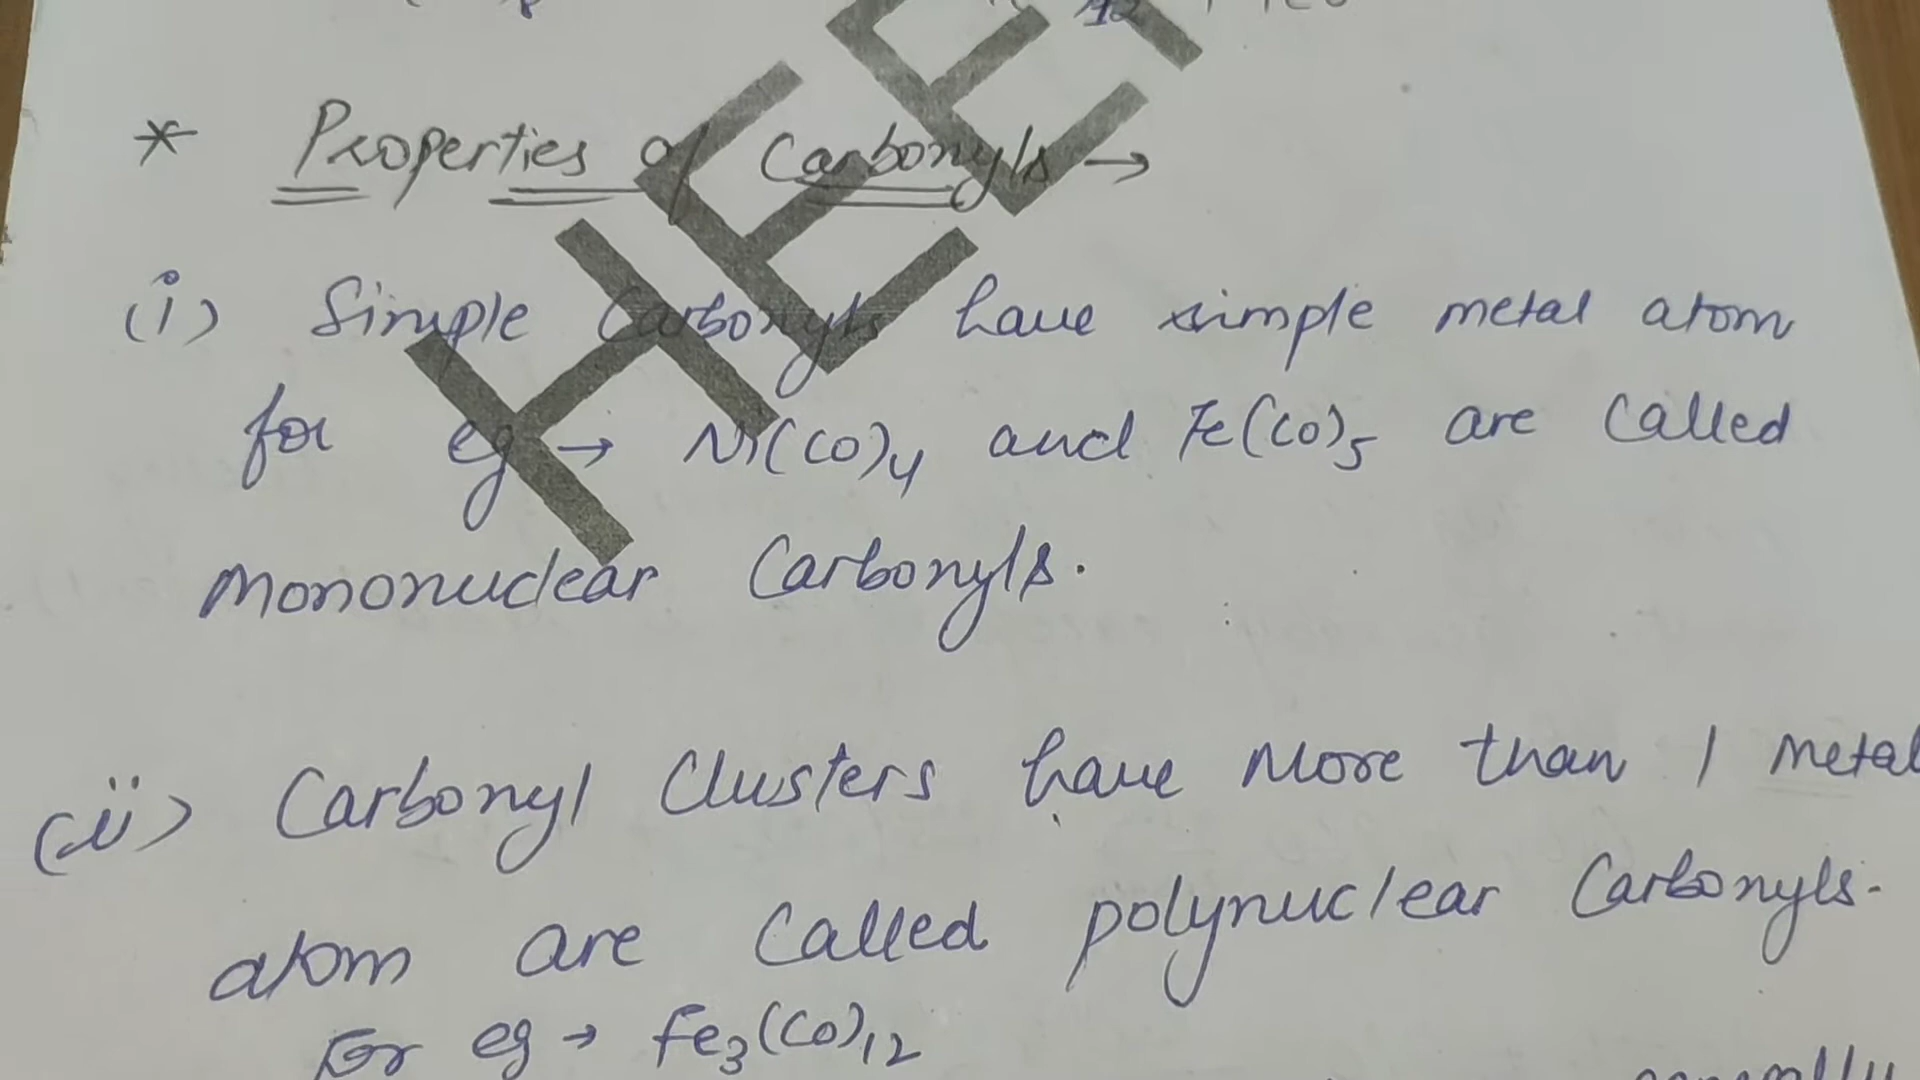 * Properties of Carbonyls →
(i) Simple Carbonyls have simple metal atom
for eg → Ni(CO)4 and Fe(CO)5 are called
mononuclear Carbonyls.
(ii) Carbonyl Clusters have More than 1 metal
atom are Called polynuclear Carbonyls.
For eg → Fe3(CO)12